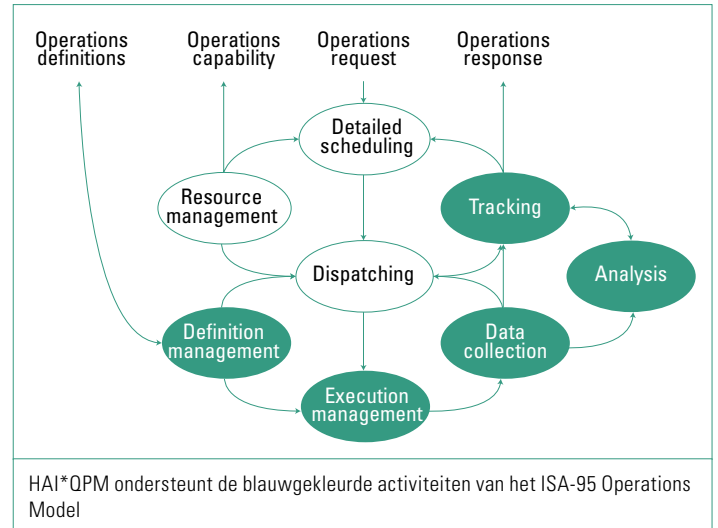 Operations
definitions
Operations
capability
Operations
request
Operations
response
Detailed
scheduling
Resource
management
Tracking
Dispatching
Analysis
Definition
management
Data
collection
Execution
management
HAI*QPM ondersteunt de blauwgekleurde activiteiten van het ISA-95 Operations
Model